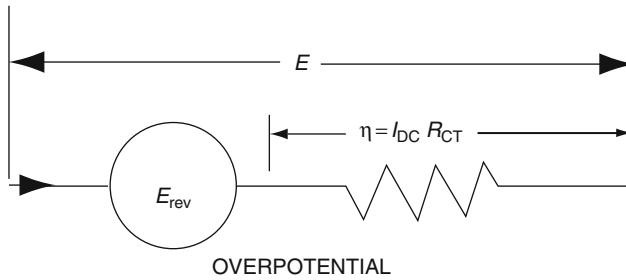 E
η = I_DC R_CT
E_rev
OVERPOTENTIAL